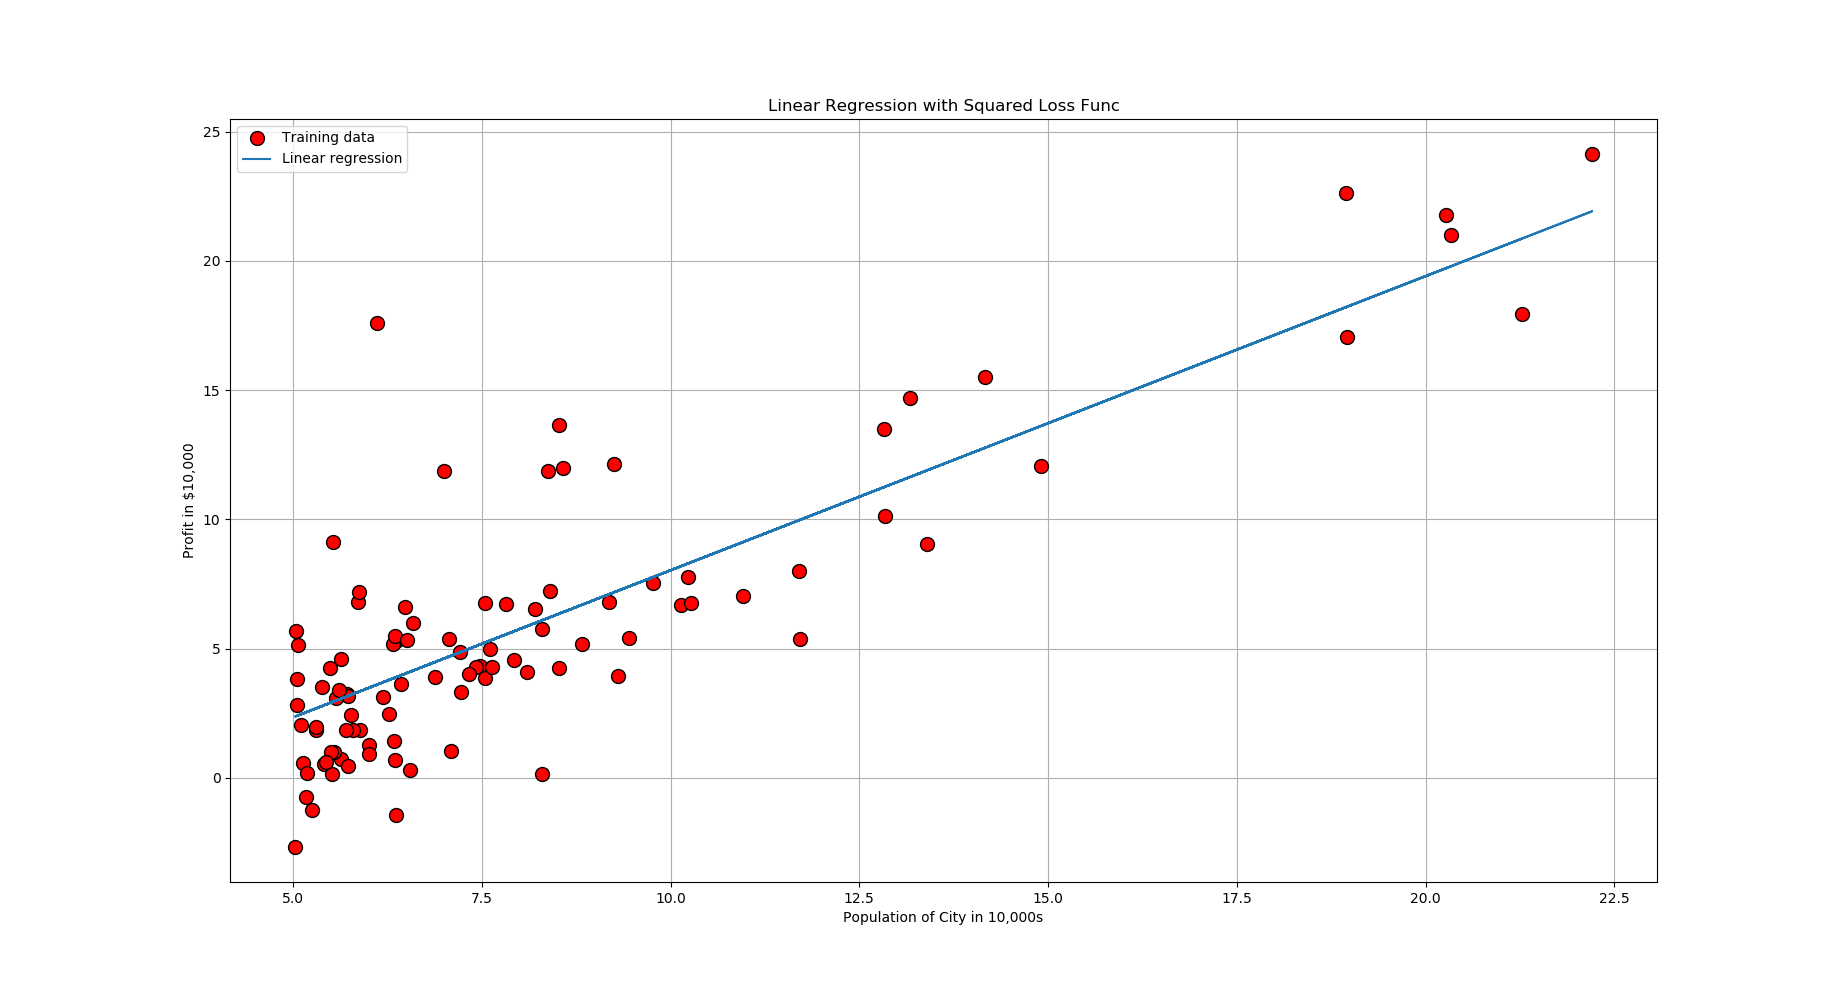 Linear Regression with Squared Loss Func
Training data
Linear regression
Profit in $10,000
25
20
15
10
5
0
5.0 7.5 10.0 12.5 15.0 17.5 20.0 22.5
Population of City in 10,000s